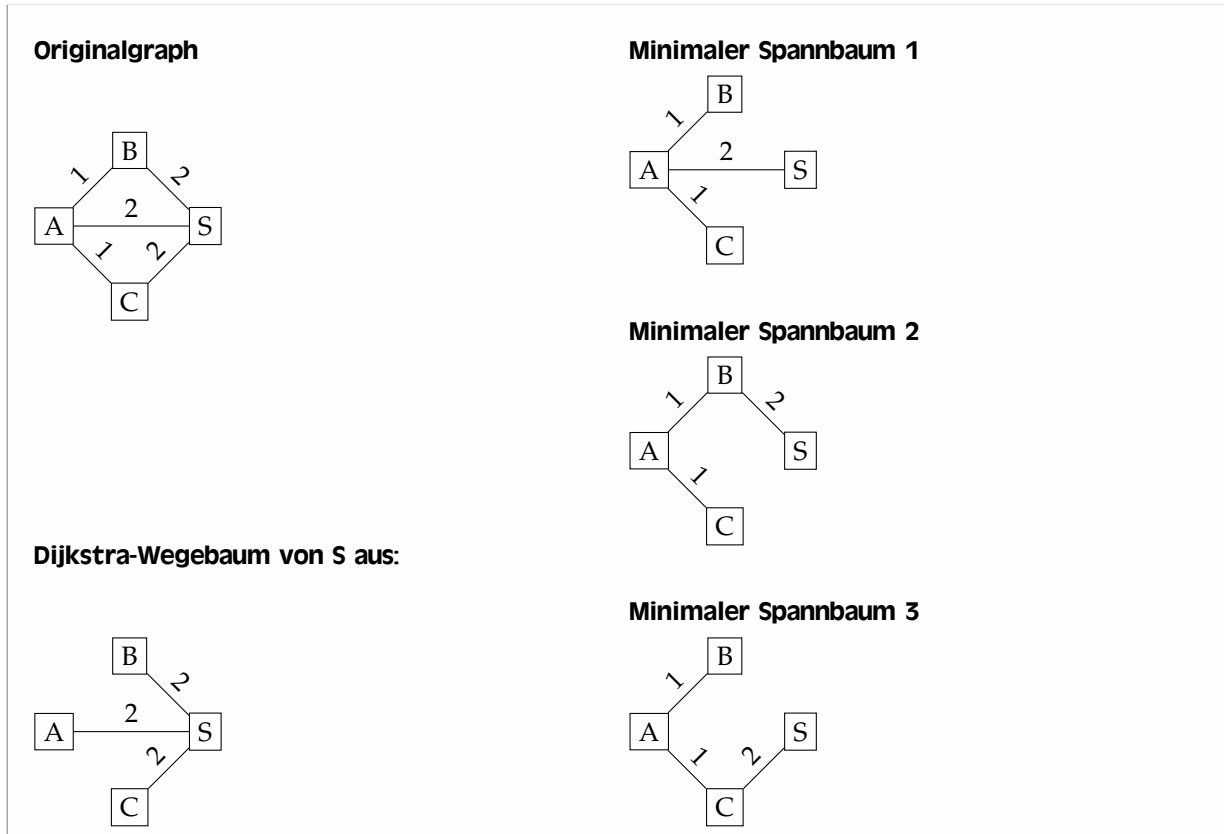 Originalgraph
B
1 2
A 2 S
1 2
C
Dijkstra-Wegebaum von S aus:
B
2
A 2 S
2
C
Minimaler Spannbaum 1
B
1
A 2 S
1
C
Minimaler Spannbaum 2
B
1 2
A S
1
C
Minimaler Spannbaum 3
B
1
A S
1 2
C